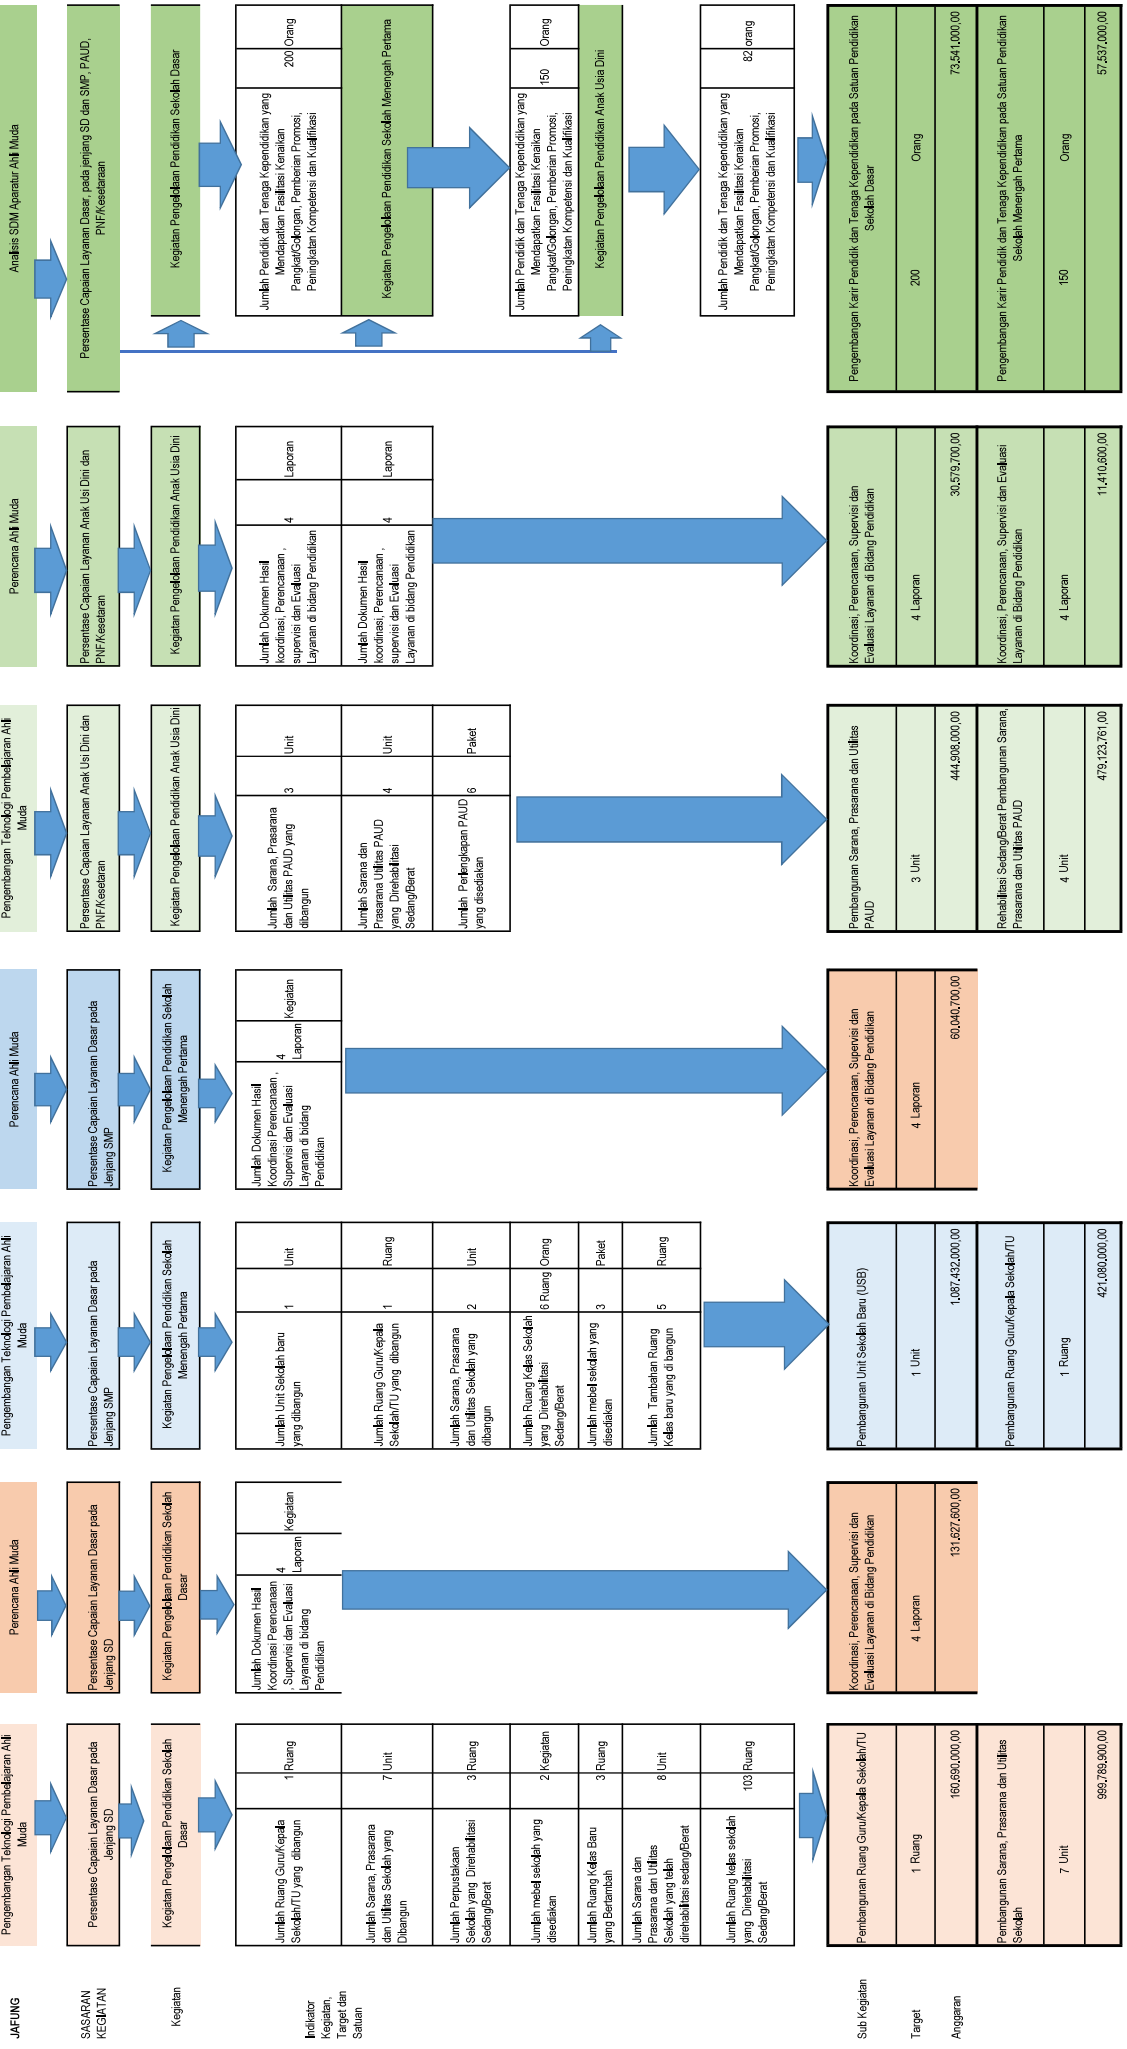 JAFUNG
SASARAN
KEGIATAN
Kegiatan
Indikator
Kegiatan,
Target dan
Satuan
Sub Kegiatan
Target
Anggaran
Pengembangan Teknologi Pembelajaran Ahli
Muda
Persentase Capaian Layanan Dasar pada
Jenjang SD
Kegiatan Pengelolaan Pendidikan Sekolah
Dasar
Jumlah Ruang Guru/Kepala
Sekolah/TU yang dibangun
1 Ruang
Jumlah Sarana, Prasarana
dan Utilitas Sekolah yang
Dibangun
7 Unit
Jumlah Perpustakaan
Sekolah yang Direhabilitasi
Sedang/Berat
3 Ruang
Jumlah mebel sekolah yang
disediakan
2 Kegiatan
Jumlah Ruang Kelas Baru
yang Bertambah
3 Ruang
Jumlah Sarana dan
Prasarana dan Utilitas
Sekolah yang telah
direhabilitasi sedang/Berat
8 Unit
Jumlah Ruang kelas sekolah
yang Direhabilitasi
Sedang/Berat
103 Ruang
Pembangunan Ruang Guru/Kepala Sekolah/TU
1 Ruang
160.690.000,00
Pembangunan Sarana, Prasarana dan Utilitas
Sekolah
7 Unit
999.789.900,00
Perencana Ahli Muda
Persentase Capaian Layanan Dasar pada
Jenjang SD
Kegiatan Pengelolaan Pendidikan Sekolah
Dasar
Jumlah Dokumen Hasil
Koordinasi Perencanaan
, Supervisi dan Evaluasi
Layanan di bidang
Pendidikan
4
Laporan
Kegiatan
Koordinasi, Perencanaan, Supervisi dan
Evaluasi Layanan di Bidang Pendidikan
4 Laporan
131.627.600,00
Pengembangan Teknologi Pembelajaran Ahli
Muda
Persentase Capaian Layanan Dasar pada
Jenjang SMP
Kegiatan Pengelolaan Pendidikan Sekolah
Menengah Pertama
Jumlah Unit Sekolah baru
yang dibangun
1
Unit
Jumlah Ruang Guru/Kepala
Sekolah/TU yang dibangun
1
Ruang
Jumlah Sarana, Prasarana
dan Utilitas Sekolah yang
dibangun
2
Unit
Jumlah Ruang Kelas Sekolah
yang Direhabilitasi
Sedang/Berat
6 Ruang
Orang
Jumlah mebel sekolah yang
disediakan
3
Paket
Jumlah Tambahan Ruang
Kelas baru yang di bangun
5
Ruang
Pembangunan Unit Sekolah Baru (USB)
1 Unit
1.087.432.000,00
Pembangunan Ruang Guru/Kepala Sekolah/TU
1 Ruang
421.080.000,00
Perencana Ahli Muda
Persentase Capaian Layanan Dasar pada
Jenjang SMP
Kegiatan Pengelolaan Pendidikan Sekolah
Menengah Pertama
Jumlah Dokumen Hasil
Koordinasi Perencanaan ,
Supervisi dan Evaluasi
Layanan di bidang
Pendidikan
4
Laporan
Kegiatan
Koordinasi, Perencanaan, Supervisi dan
Evaluasi Layanan di Bidang Pendidikan
4 Laporan
60.040.700,00
Pengembangan Teknologi Pembelajaran Ahli
Muda
Persentase Capaian Layanan Anak Usi Dini dan
PNF/Kesetaran
Kegiatan Pengelolaan Pendidikan Anak Usia Dini
Jumlah Sarana, Prasarana
dan Utilitas PAUD yang
dibangun
3
Unit
Jumlah Sarana dan
Prasarana Utilitas PAUD
yang Direhabilitasi
Sedang/Berat
4
Unit
Jumlah Perlengkapan PAUD
yang disediakan
6
Paket
Pembangunan Sarana, Prasarana dan Utilitas
PAUD
3 Unit
444.908.000,00
Rehabilitasi Sedang/Berat Pembangunan Sarana,
Prasarana dan Utilitas PAUD
4 Unit
479.123.761,00
Perencana Ahli Muda
Persentase Capaian Layanan Anak Usi Dini dan
PNF/Kesetaran
Kegiatan Pengelolaan Pendidikan Anak Usia Dini
Jumlah Dokumen Hasil
koordinasi, Perencanaan ,
supervisi dan Evaluasi
Layanan di bidang Pendidikan
4
Laporan
Jumlah Dokumen Hasil
koordinasi, Perencanaan ,
supervisi dan Evaluasi
Layanan di bidang Pendidikan
4
Laporan
Koordinasi, Perencanaan, Supervisi dan
Evaluasi Layanan di Bidang Pendidikan
4 Laporan
30.579.700,00
Koordinasi, Perencanaan, Supervisi dan Evaluasi
Layanan di Bidang Pendidikan
4 Laporan
11.410.600,00
Analisis SDM Aparatur Ahli Muda
Persentase Capaian Layanan Dasar, pada jenjang SD dan SMP, PAUD,
PNF/Kesetaraan
Kegiatan Pengelolaan Pendidikan Sekolah Dasar
Jumlah Pendidik dan Tenaga Kependidikan yang
Mendapatkan Fasilitasi Kenaikan
Pangkat/Golongan, Pemberian Promosi,
Peningkatan Kompetensi dan Kualifikasi
200 Orang
Kegiatan Pengelolaan Pendidikan Sekolah Menengah Pertama
Jumlah Pendidik dan Tenaga Kependidikan yang
Mendapatkan Fasilitasi Kenaikan
Pangkat/Golongan, Pemberian Promosi,
Peningkatan Kompetensi dan Kualifikasi
150
Orang
Kegiatan Pengelolaan Pendidikan Anak Usia Dini
Jumlah Pendidik dan Tenaga Kependidikan yang
Mendapatkan Fasilitasi Kenaikan
Pangkat/Golongan, Pemberian Promosi,
Peningkatan Kompetensi dan Kualifikasi
82 orang
Pengembangan Karir Pendidik dan Tenaga Kependidikan pada Satuan Pendidikan
Sekolah Dasar
200 Orang
73.541.000,00
Pengembangan Karir Pendidik dan Tenaga Kependidikan pada Satuan Pendidikan
Sekolah Menengah Pertama
150 Orang
57.537.000,00